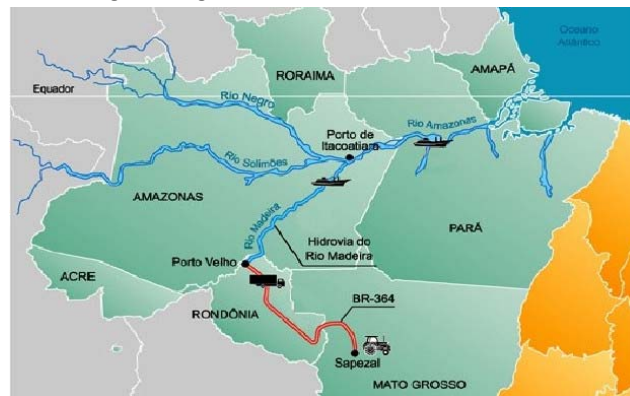 Oceano
Atlântico
RORAIMA
AMAPÁ
Equador
Rio Negro
Rio Amazonas
Porto de
Itacoatiara
Rio Solimões
AMAZONAS
Rio Madeira
PARÁ
Hidrovia do
Rio Madeira
Porto Velho
ACRE
BR-364
RONDÔNIA
Sapezal
MATO GROSSO